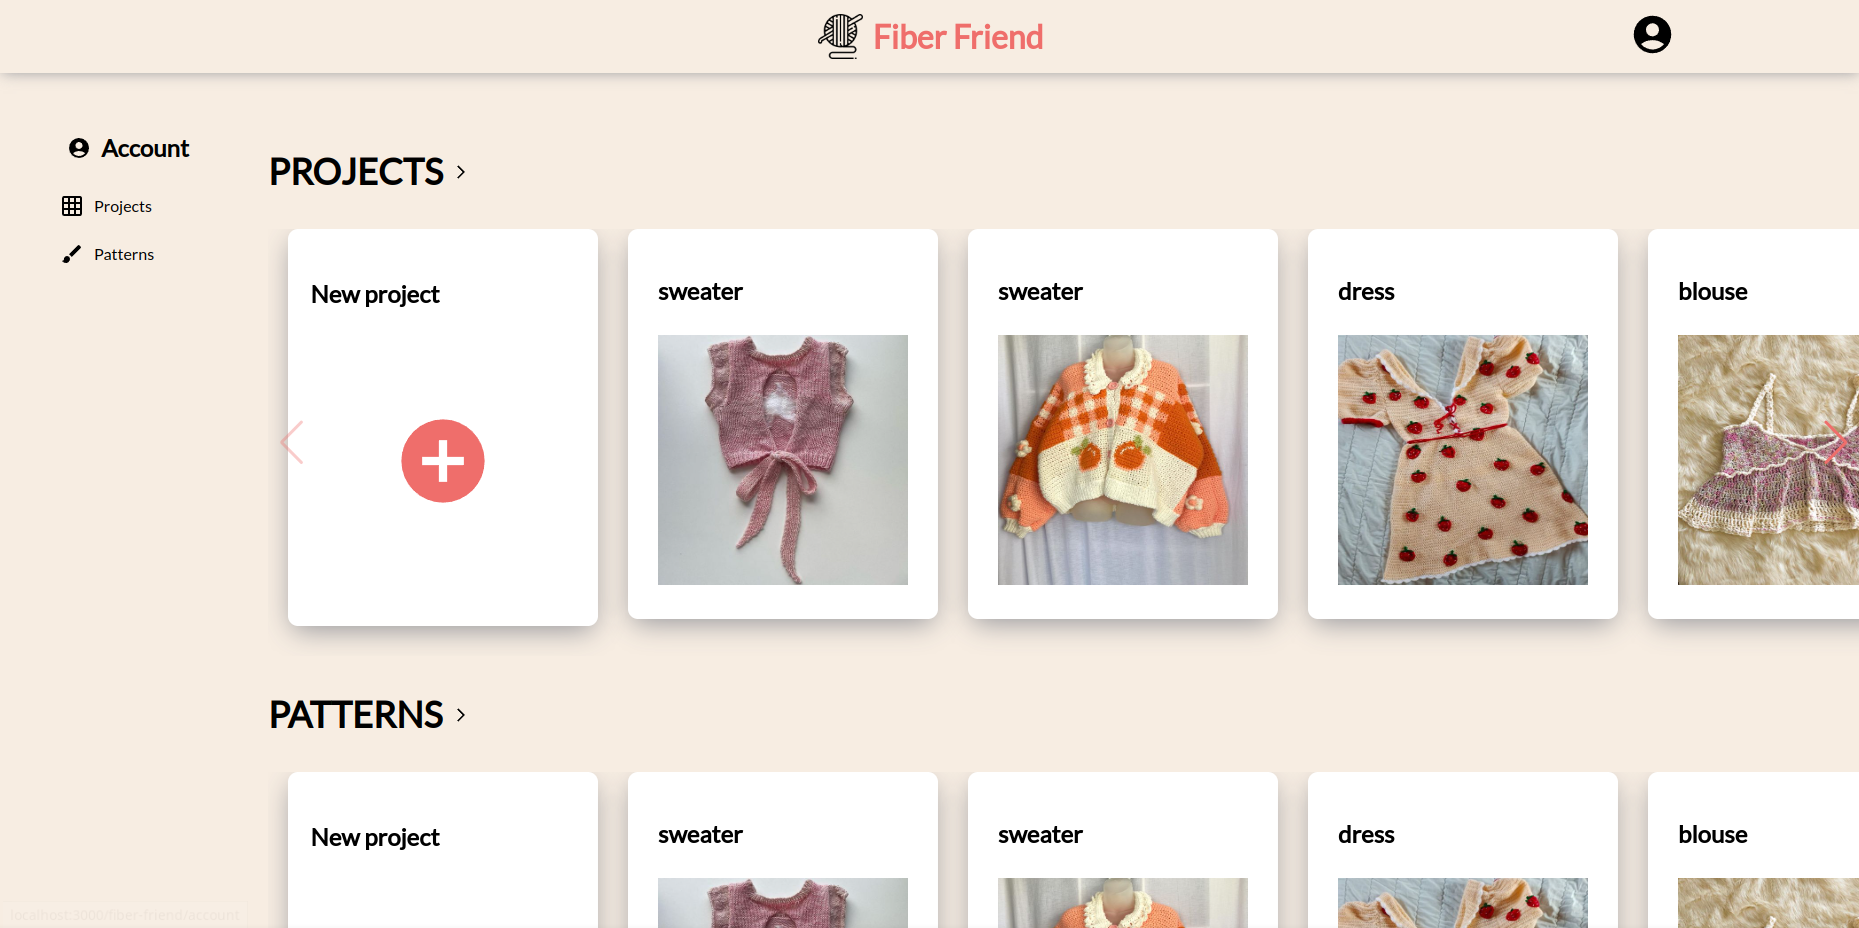 Fiber Friend
Account
Projects
Patterns
PROJECTS
New project
sweater
sweater
dress
blouse
PATTERNS
New project
sweater
sweater
dress
blouse
localhost:3000/fiber-friend/account